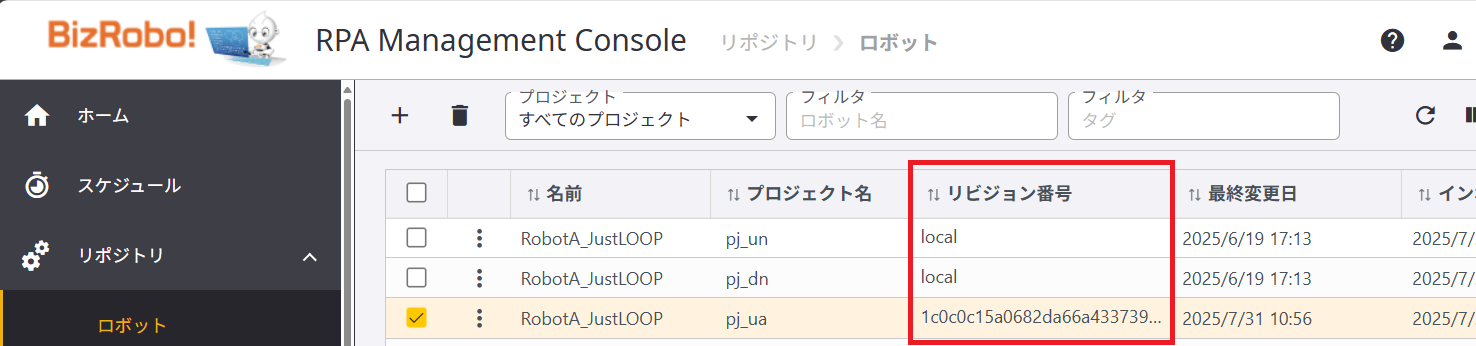 BizRobo!
RPA Management Console リポジトリ ロボット
ホーム
スケジュール
リポジトリ
ロボット
プロジェクト
すべてのプロジェクト
フィルタ
ロボット名
フィルタ
タグ
名前 プロジェクト名 リビジョン番号 最終変更日
RobotA_JustLOOP pj_un local 2025/6/19 17:13 2025/7/
RobotA_JustLOOP pj_dn local 2025/6/19 17:13 2025/7/
RobotA_JustLOOP pj_ua 1c0c0c15a0682da66a433739... 2025/7/31 10:56 2025/7/